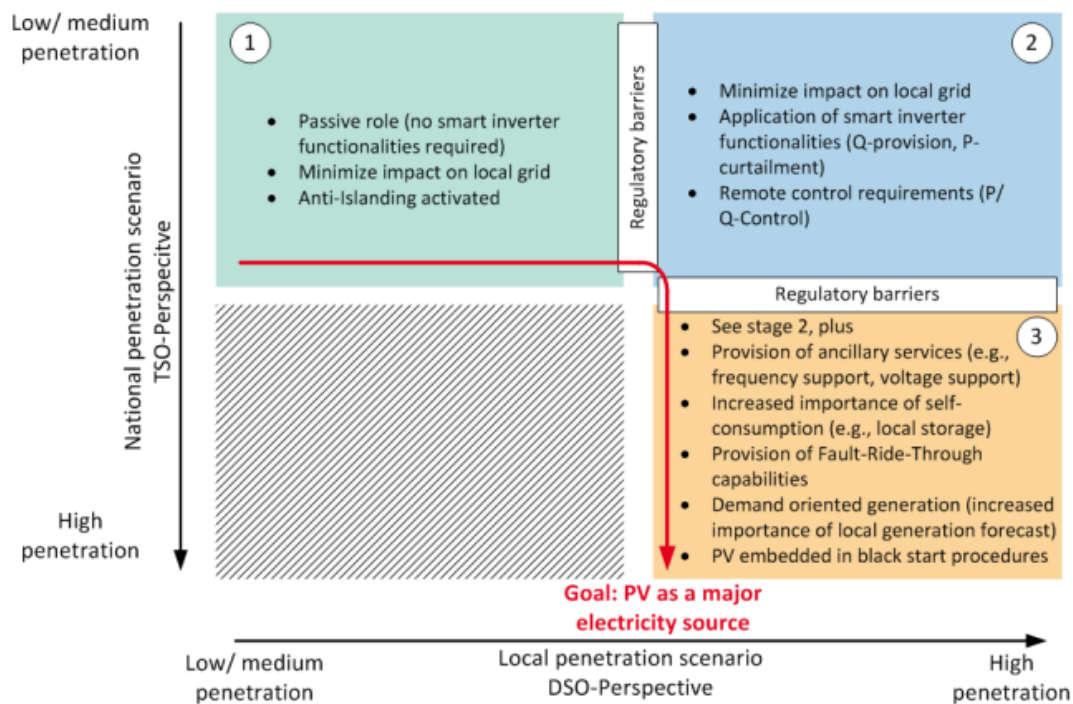 Low/ medium
penetration
National penetration scenario
TSO-Perspecitve
High
penetration
1
• Passive role (no smart inverter
functionalities required)
• Minimize impact on local grid
• Anti-Islanding activated
Regulatory barriers
2
• Minimize impact on local grid
• Application of smart inverter
functionalities (Q-provision, P-
curtailment)
• Remote control requirements (P/
Q-Control)
Regulatory barriers
3
• See stage 2, plus
• Provision of ancillary services (e.g.,
frequency support, voltage support)
• Increased importance of self-
consumption (e.g., local storage)
• Provision of Fault-Ride-Through
capabilities
• Demand oriented generation (increased
importance of local generation forecast)
• PV embedded in black start procedures
Goal: PV as a major
electricity source
Low/ medium
penetration
Local penetration scenario
DSO-Perspective
High
penetration